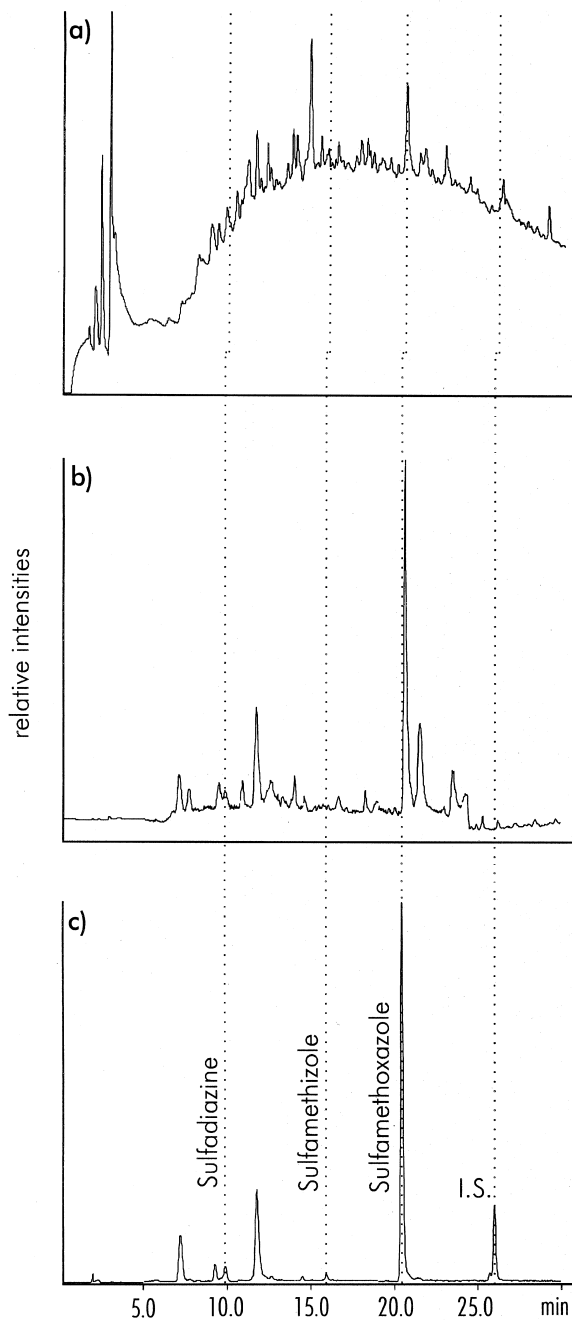 a)
b)
relative intensities
c)
Sulfadiazine
Sulfamethizole
Sulfamethoxazole
I.S.
5.0 10.0 15.0 20.0 25.0 min